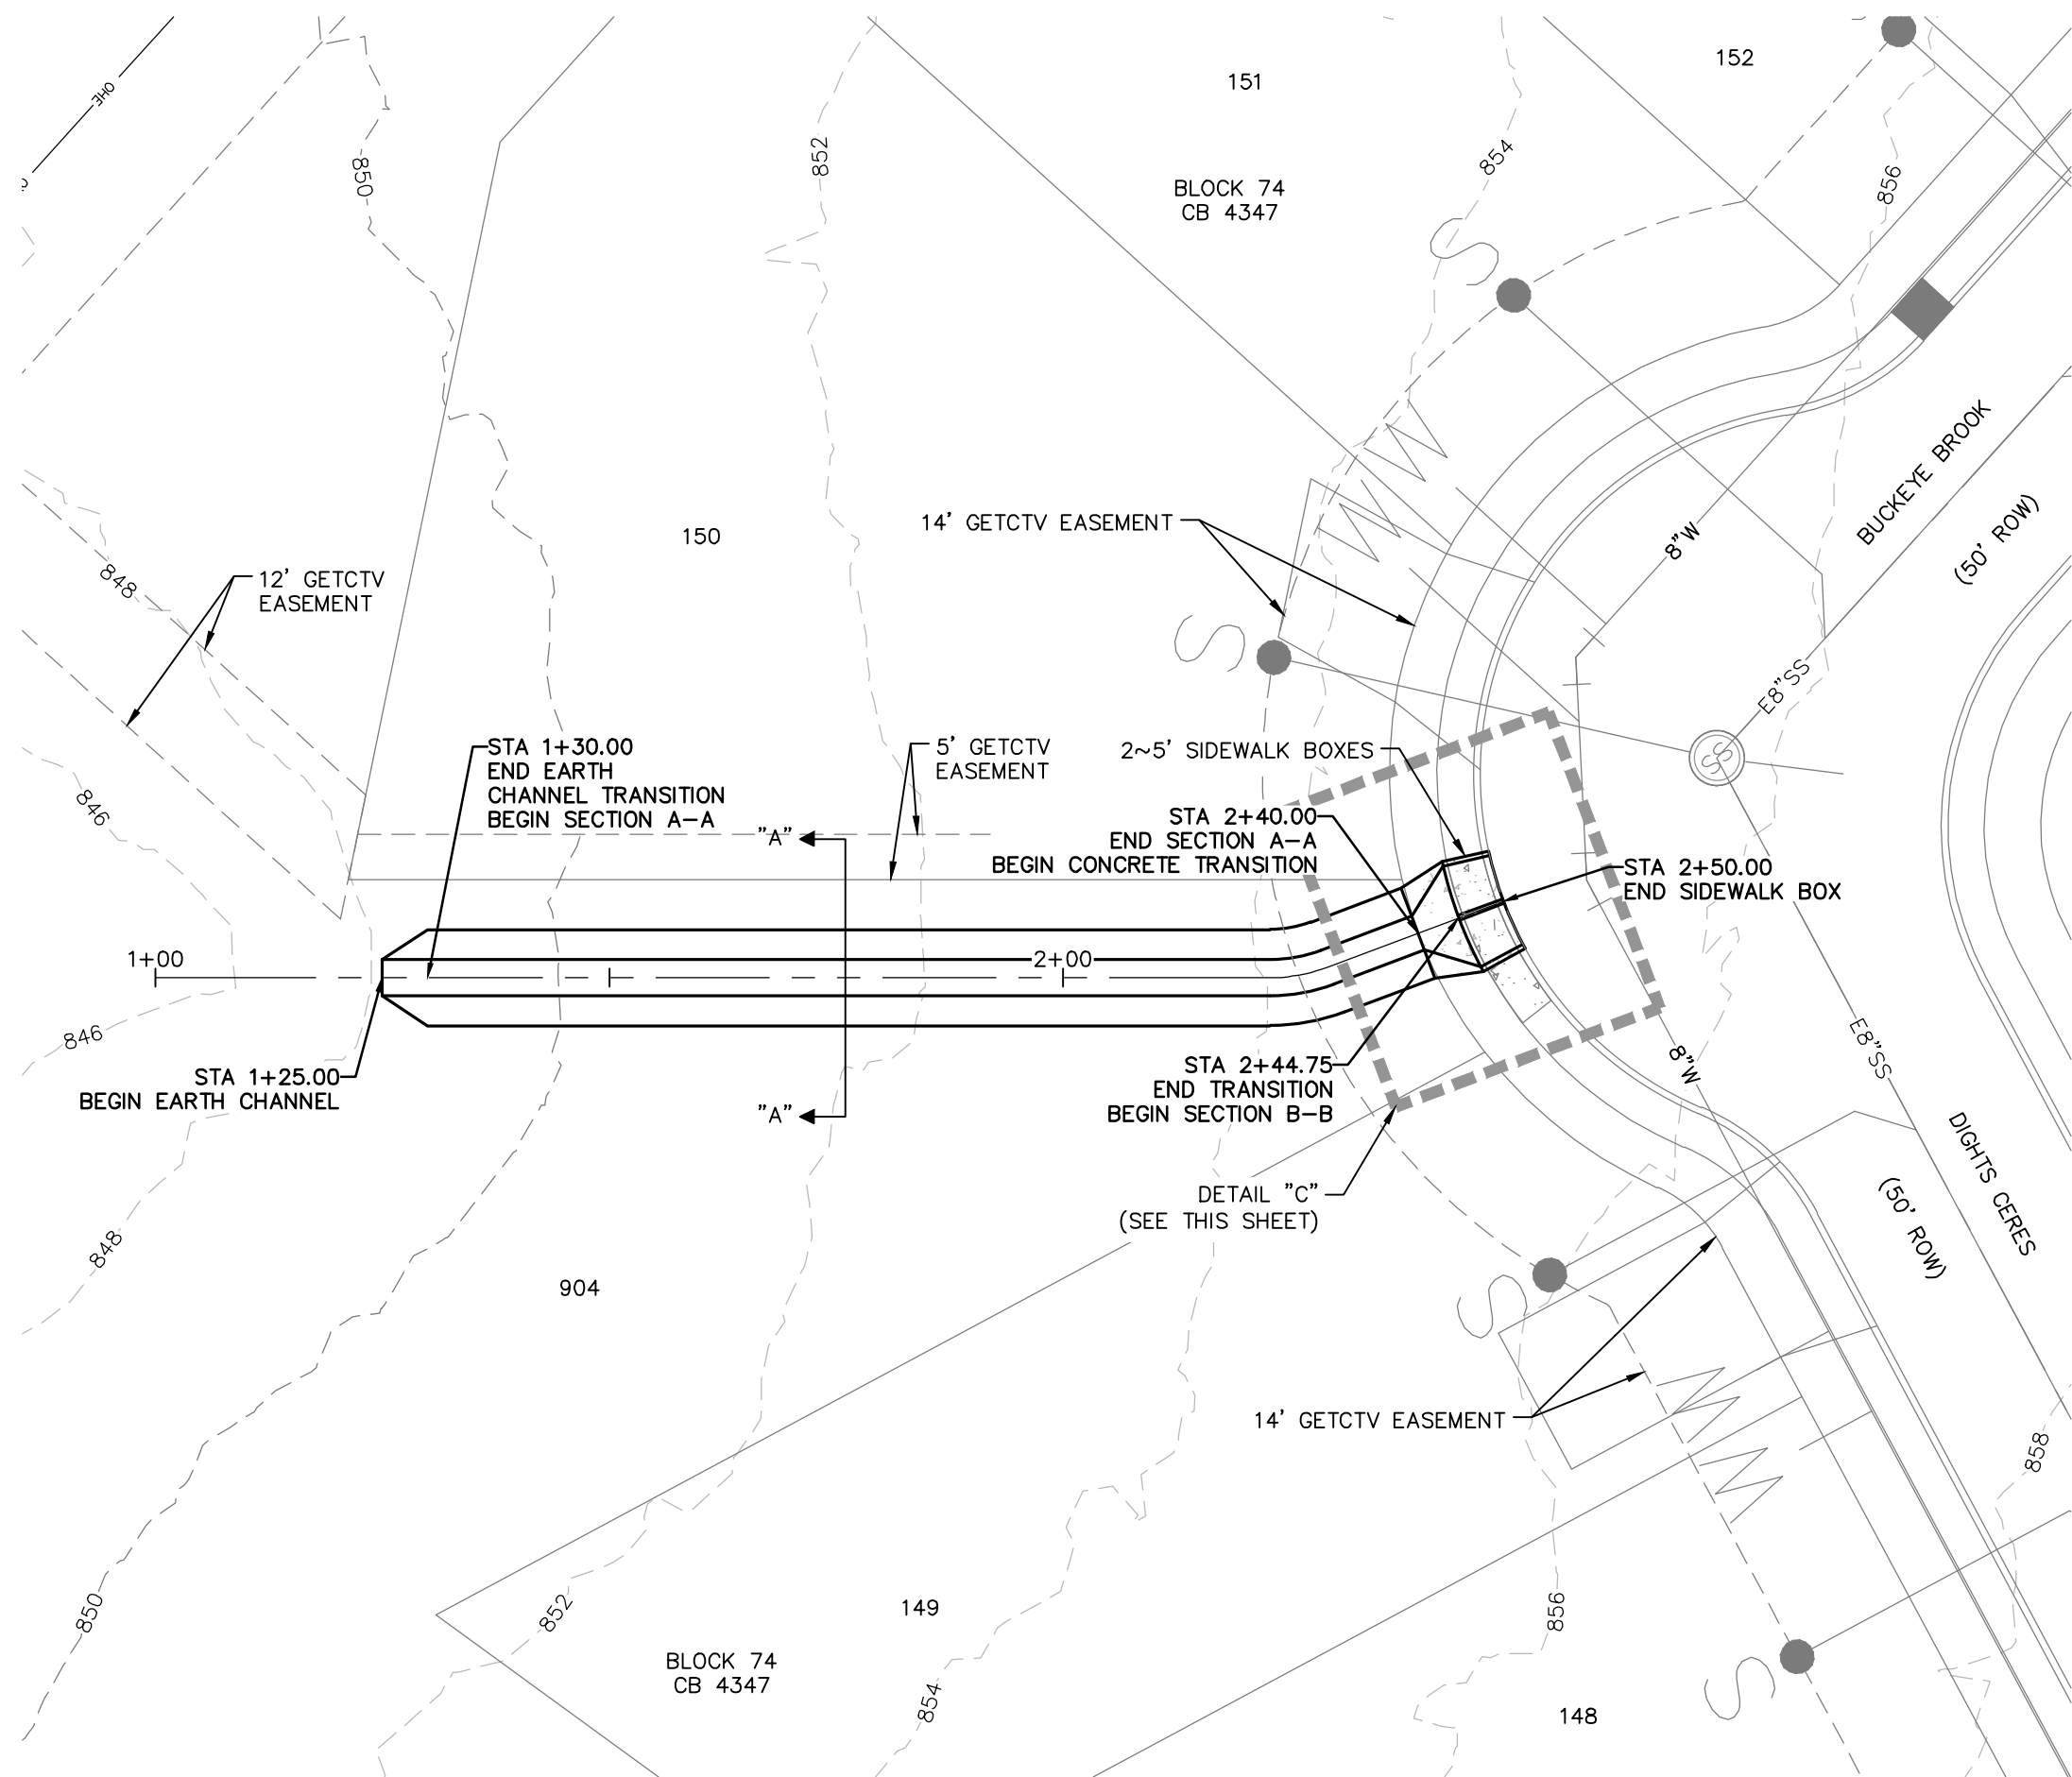 OHE
151
152
BLOCK 74
CB 4347
850
852
854
856
S
150
14' GETCTV EASEMENT
8"W
BUCKEYE BROOK
(50' ROW)
848
12' GETCTV
EASEMENT
S
E8"SS
SS
846
STA 1+30.00
END EARTH
CHANNEL TRANSITION
BEGIN SECTION A-A
5' GETCTV
EASEMENT
2~5' SIDEWALK BOXES
"A"
STA 2+40.00
END SECTION A-A
BEGIN CONCRETE TRANSITION
STA 2+50.00
END SIDEWALK BOX
1+00
2+00
846
STA 1+25.00
BEGIN EARTH CHANNEL
"A"
STA 2+44.75
END TRANSITION
BEGIN SECTION B-B
8"W
E8"SS
DIGHTS CERES
(50' ROW)
DETAIL "C"
(SEE THIS SHEET)
848
904
S
14' GETCTV EASEMENT
858
850
852
149
856
BLOCK 74
CB 4347
854
148
S